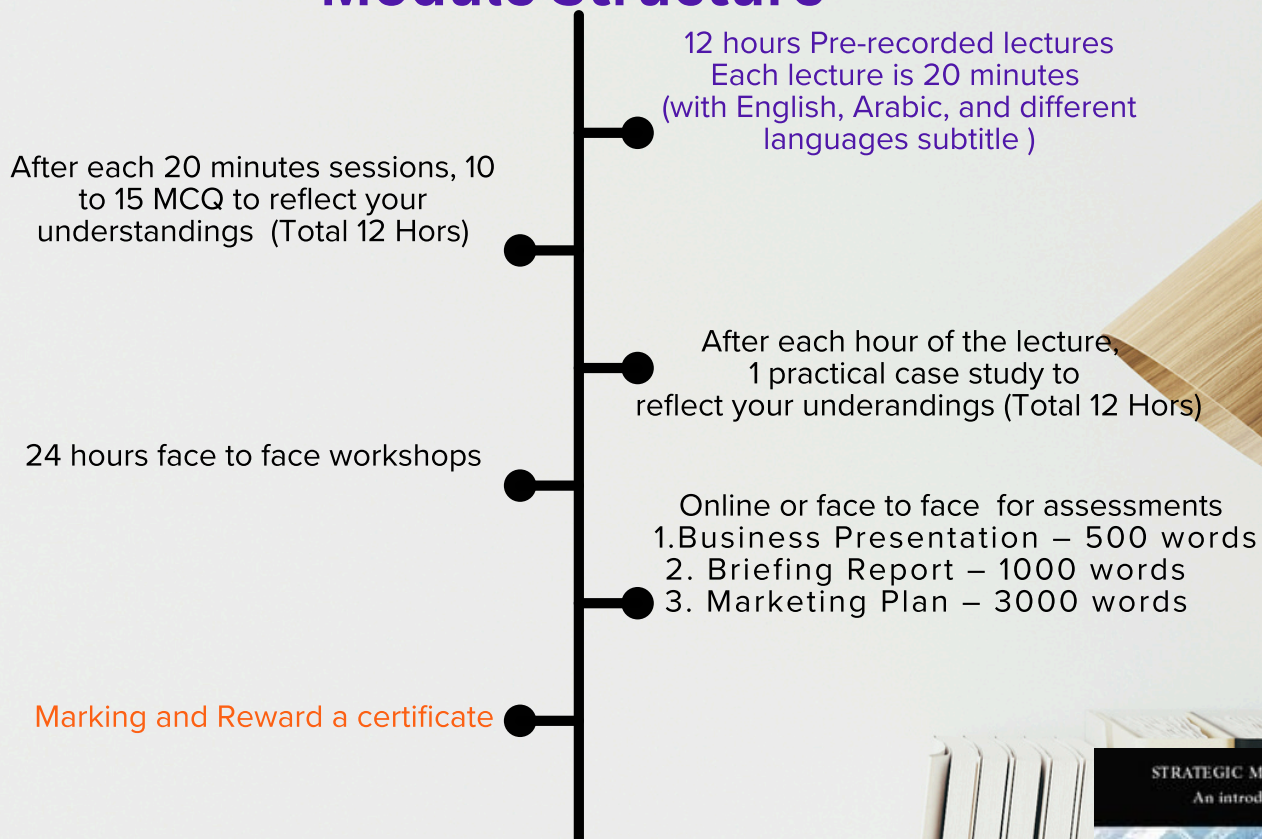 Module Structure
12 hours Pre-recorded lectures
Each lecture is 20 minutes
(with English, Arabic, and different
languages subtitle )
After each 20 minutes sessions, 10
to 15 MCQ to reflect your
understandings  (Total 12 Hors)
After each hour of the lecture,
1 practical case study to
reflect your underandings (Total 12 Hors)
24 hours face to face workshops
Online or face to face  for assessments
1.Business Presentation – 500 words
2. Briefing Report – 1000 words
3. Marketing Plan – 3000 words
Marking and Reward a certificate
STRATEGIC M
An introd